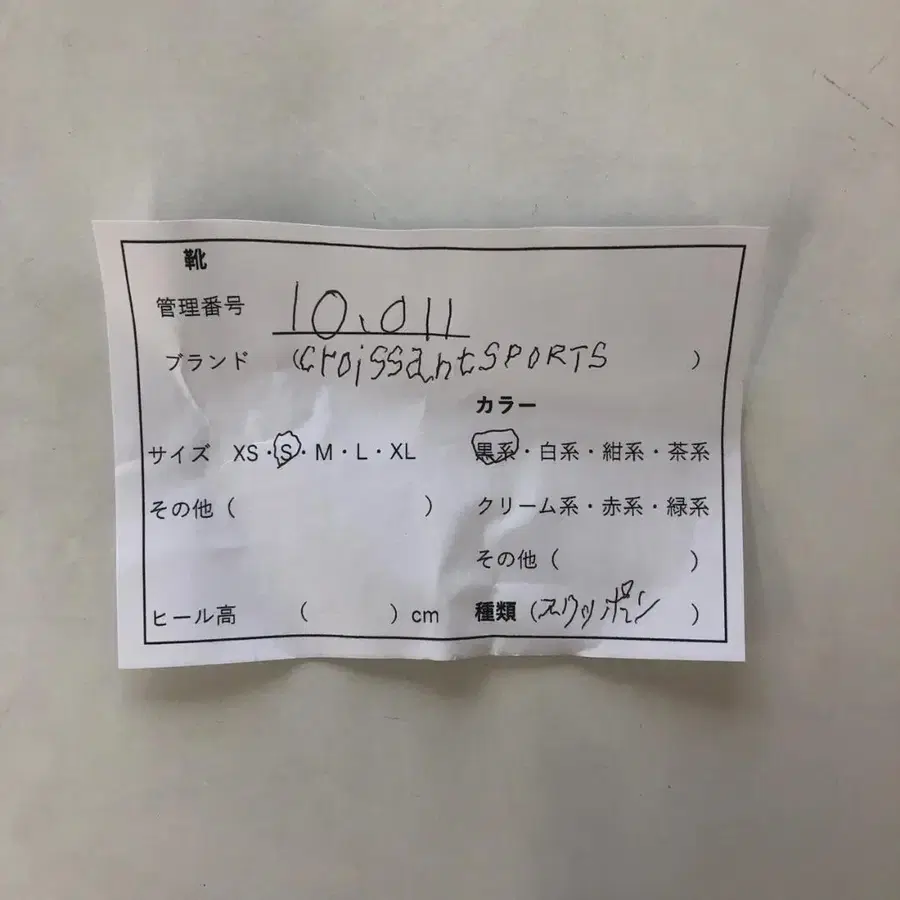 靴
管理番号 10.011
ブランド (croissantSPORTS )
カラー
サイズ XS・S・M・L・XL 黒系・白系・紺系・茶系
その他( ) クリーム系・赤系・緑系
その他( )
ヒール高 ( ) cm 種類(スリッポン )